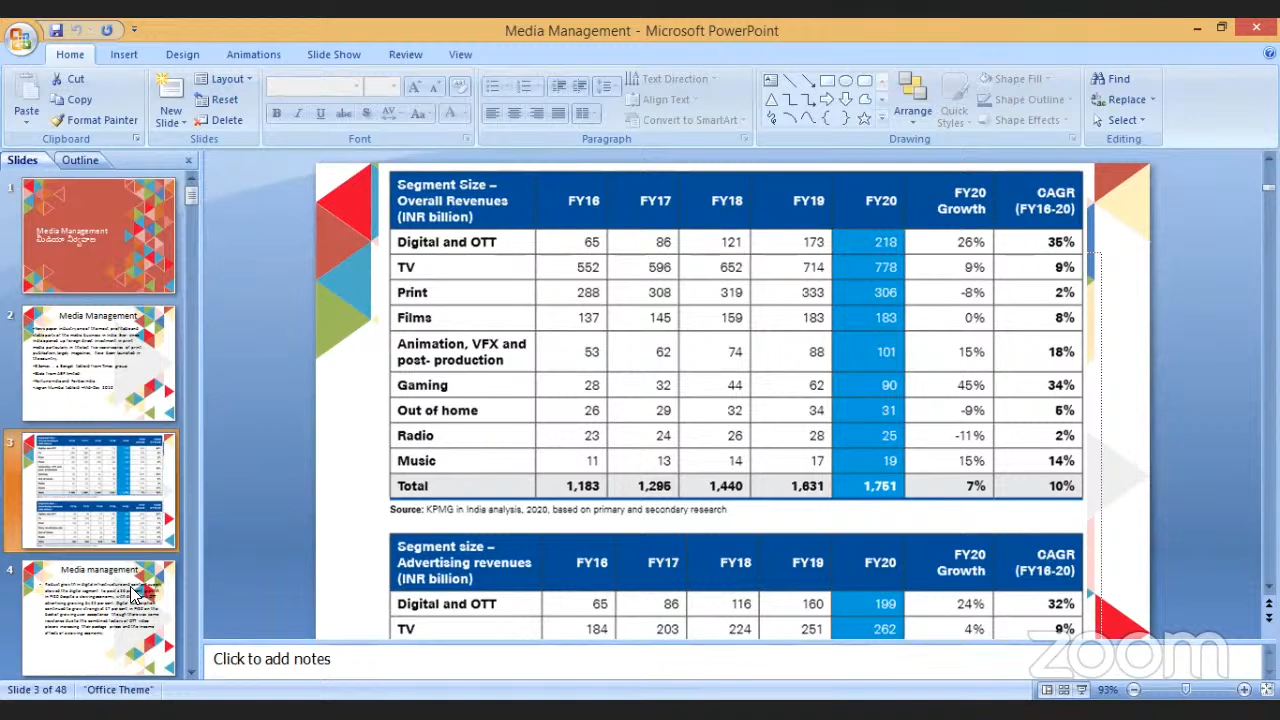 Media Management - Microsoft PowerPoint
Home Insert Design Slide Show Animations Review View
Cut
Copy
Format Painter
Paste
Clipboard
New Slide
Layout
Reset
Delete
Slides
B I U abc S AV Aa A
Font
Text Direction
Align Text
Convert to SmartArt
Paragraph
Arrange
Quick Styles
Shape Fill
Shape Outline
Shape Effects
Drawing
Find
Replace
Select
Editing
Slides Outline
1
Media Management
మీడియా నిర్వహణ
2
Media Management
3
4
Media management
Segment Size – Overall Revenues (INR billion) FY16 FY17 FY18 FY19 FY20 FY20 Growth CAGR (FY16-20)
Digital and OTT 65 86 121 173 218 26% 35%
TV 552 596 652 714 778 9% 9%
Print 288 308 319 333 306 -8% 2%
Films 137 145 159 183 183 0% 8%
Animation, VFX and post- production 53 62 74 88 101 15% 18%
Gaming 28 32 44 62 90 45% 34%
Out of home 26 29 32 34 31 -9% 5%
Radio 23 24 26 28 25 -11% 2%
Music 11 13 14 17 19 15% 14%
Total 1,183 1,295 1,440 1,631 1,751 7% 10%
Source: KPMG in India analysis, 2020, based on primary and secondary research
Segment size – Advertising revenues (INR billion) FY16 FY17 FY18 FY19 FY20 FY20 Growth CAGR (FY16-20)
Digital and OTT 65 86 116 160 199 24% 32%
TV 184 203 224 251 262 4% 9%
Click to add notes
zoom
Slide 3 of 48 "Office Theme" 93%